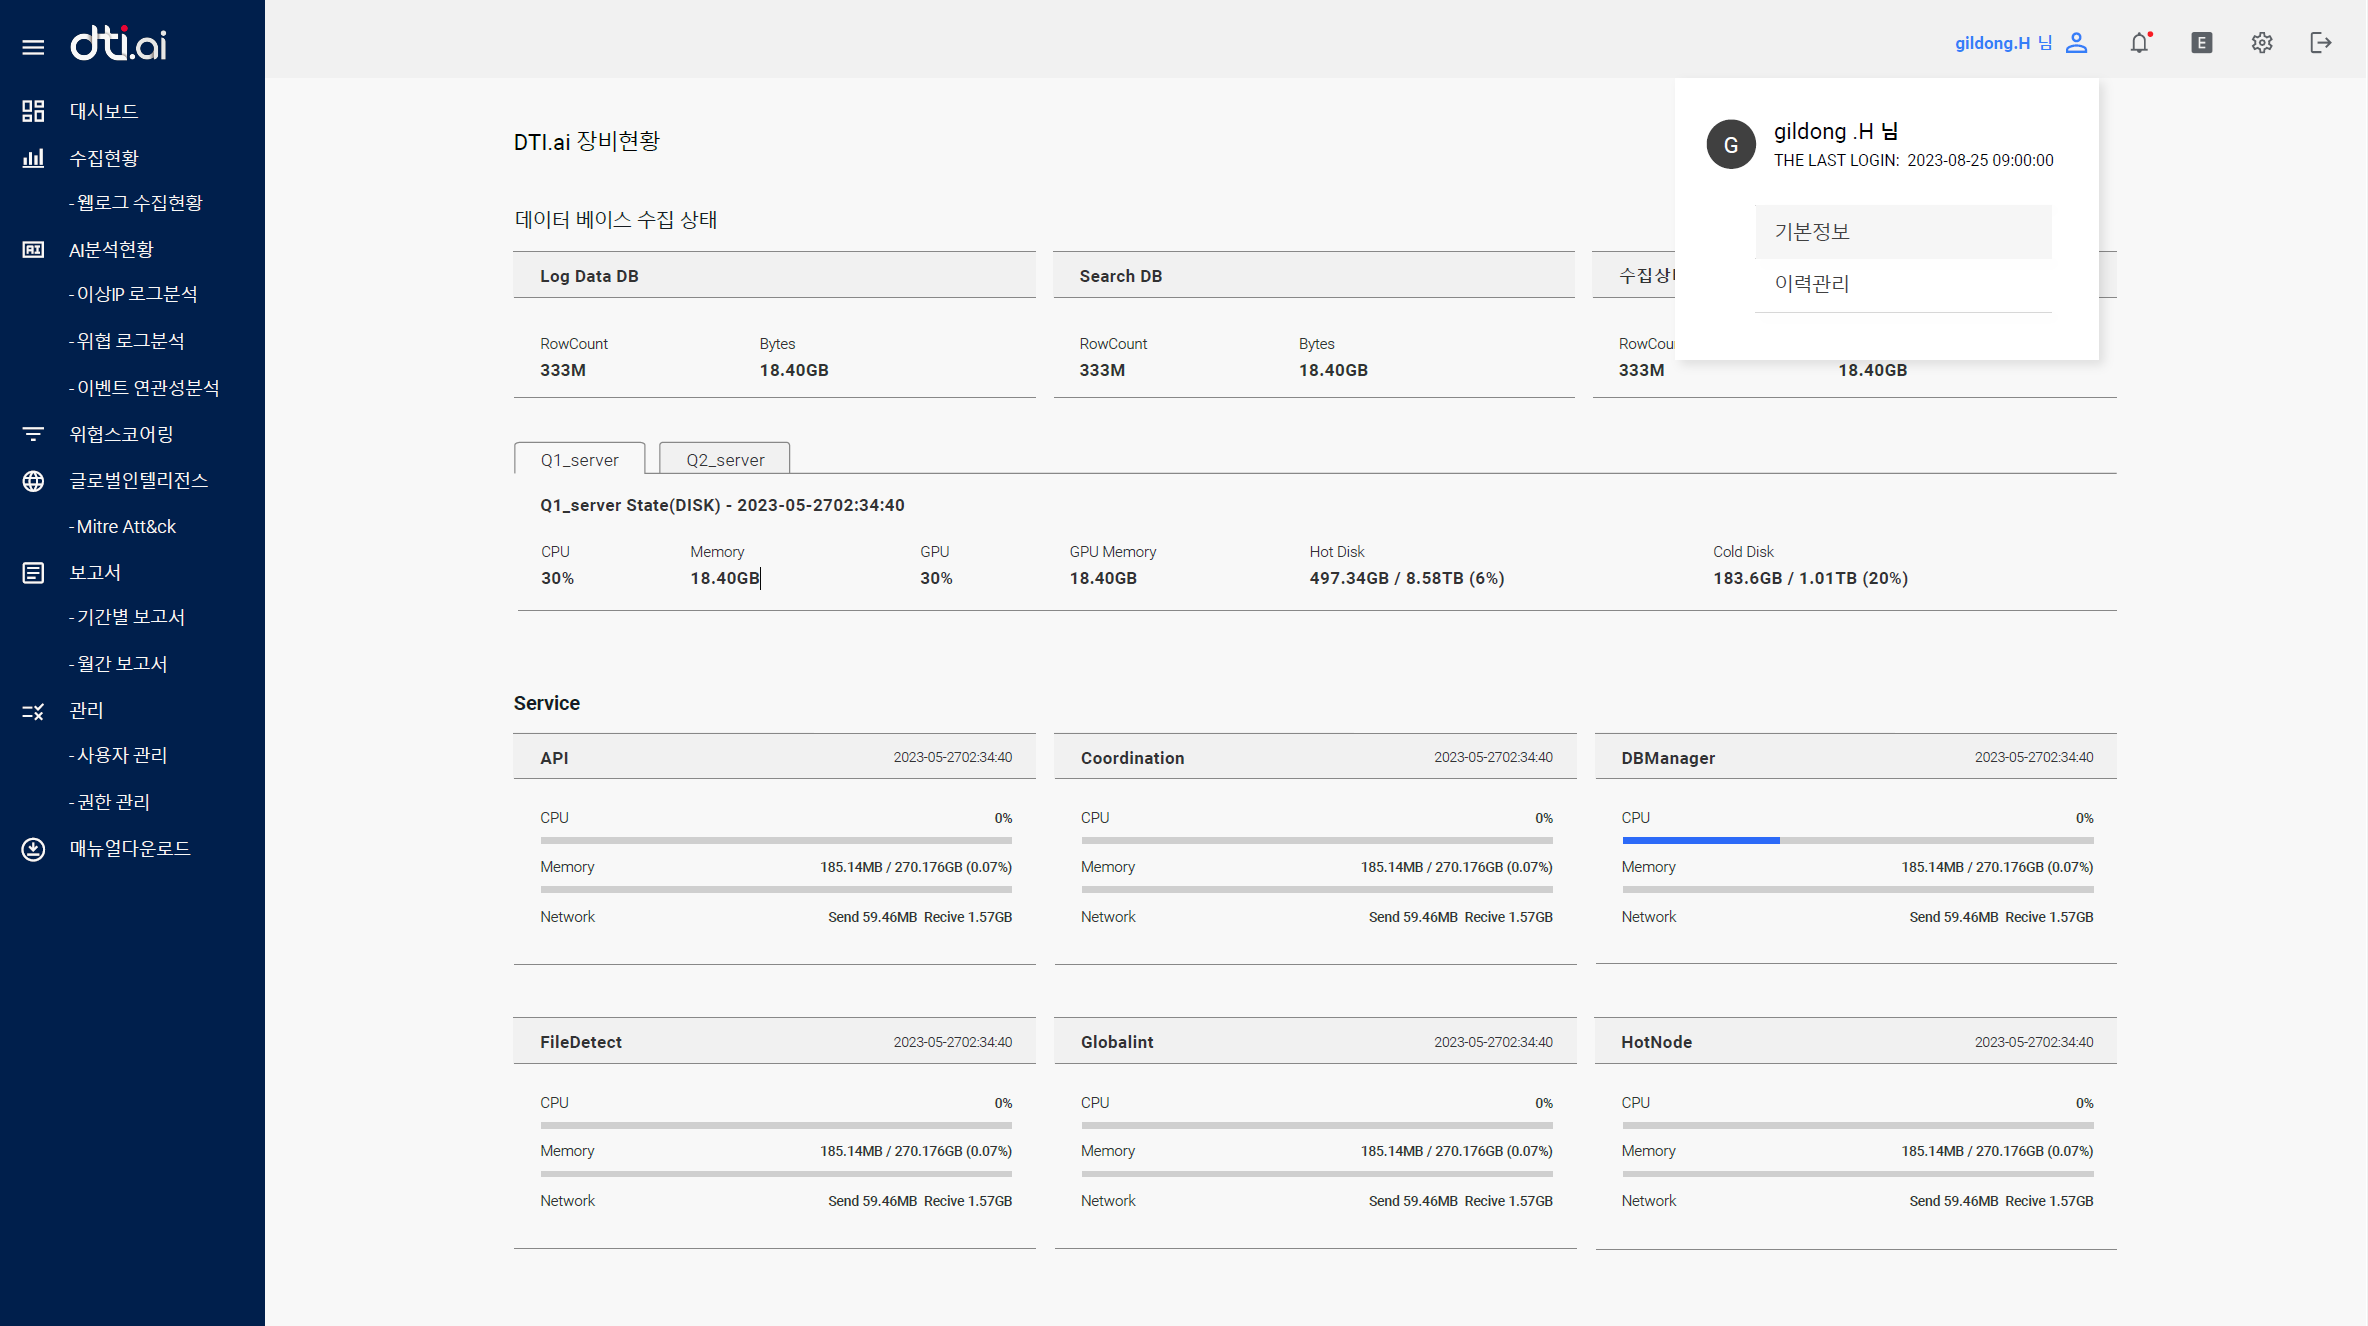 dti.ai
gildong.H 님
E
대시보드
수집현황
- 웹로그 수집현황
AI분석현황
- 이상IP 로그분석
- 위협 로그분석
- 이벤트 연관성분석
위협스코어링
글로벌인텔리전스
- Mitre Att&ck
보고서
- 기간별 보고서
- 월간 보고서
관리
- 사용자 관리
- 권한 관리
매뉴얼다운로드
G
gildong .H 님
THE LAST LOGIN: 2023-08-25 09:00:00
기본정보
이력관리
DTI.ai 장비현황
데이터 베이스 수집 상태
Log Data DB
RowCount Bytes
333M 18.40GB
Search DB
RowCount Bytes
333M 18.40GB
수집상
333M 18.40GB
Q1_server Q2_server
Q1_server State(DISK) - 2023-05-2702:34:40
CPU Memory GPU GPU Memory Hot Disk Cold Disk
30% 18.40GB 30% 18.40GB 497.34GB / 8.58TB (6%) 183.6GB / 1.01TB (20%)
Service
API 2023-05-2702:34:40
CPU 0%
Memory 185.14MB / 270.176GB (0.07%)
Network Send 59.46MB Recive 1.57GB
Coordination 2023-05-2702:34:40
CPU 0%
Memory 185.14MB / 270.176GB (0.07%)
Network Send 59.46MB Recive 1.57GB
DBManager 2023-05-2702:34:40
CPU 0%
Memory 185.14MB / 270.176GB (0.07%)
Network Send 59.46MB Recive 1.57GB
FileDetect 2023-05-2702:34:40
CPU 0%
Memory 185.14MB / 270.176GB (0.07%)
Network Send 59.46MB Recive 1.57GB
Globalint 2023-05-2702:34:40
CPU 0%
Memory 185.14MB / 270.176GB (0.07%)
Network Send 59.46MB Recive 1.57GB
HotNode 2023-05-2702:34:40
CPU 0%
Memory 185.14MB / 270.176GB (0.07%)
Network Send 59.46MB Recive 1.57GB